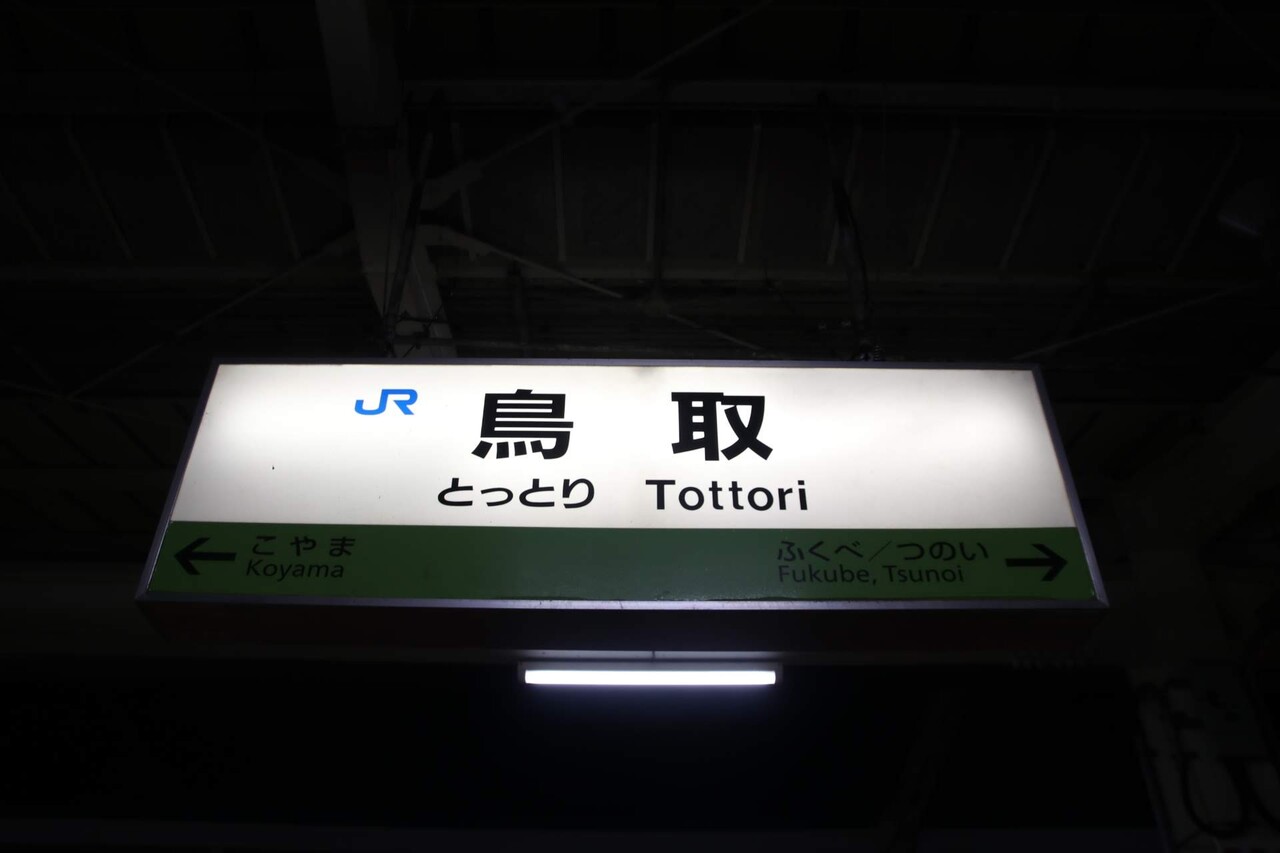 JR 鳥取
とっとり Tottori
← こやま ふくべ／つのい →
Koyama Fukube, Tsunoi